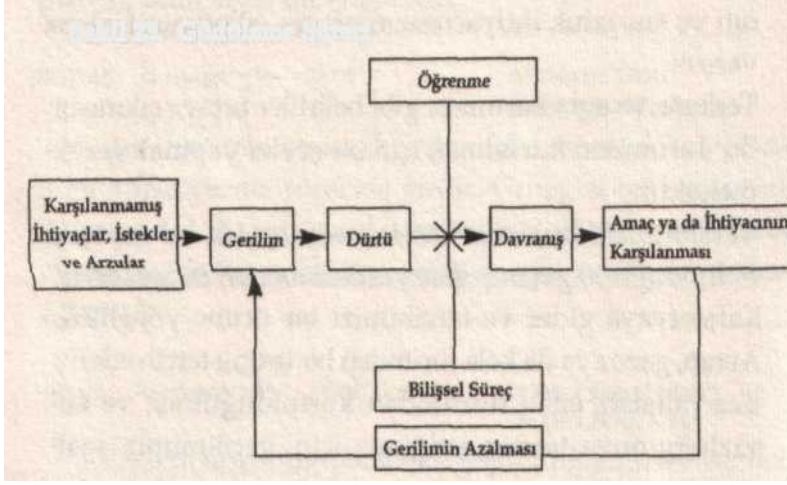 Öğrenme
Karşılanmamış
İhtiyaçlar, İstekler
ve Arzular
Gerilim
Dürtü
Davranış
Amaç ya da İhtiyacının
Karşılanması
Bilişsel Süreç
Gerilimin Azalması